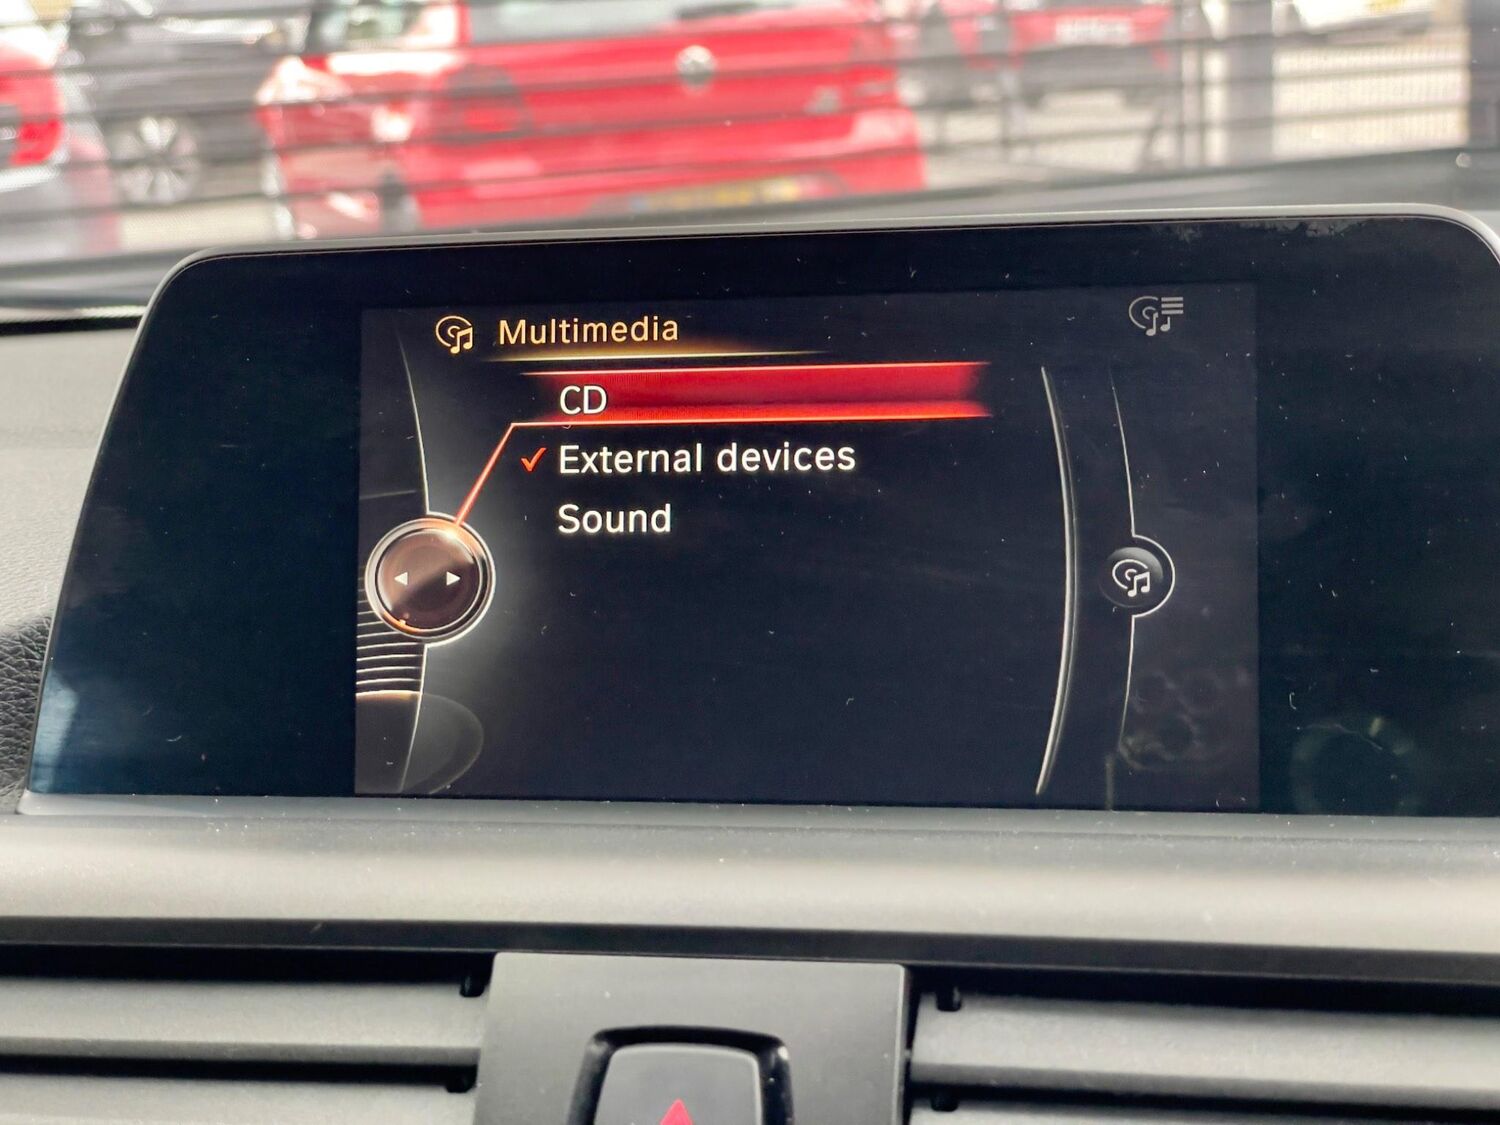 Multimedia
CD
External devices
Sound